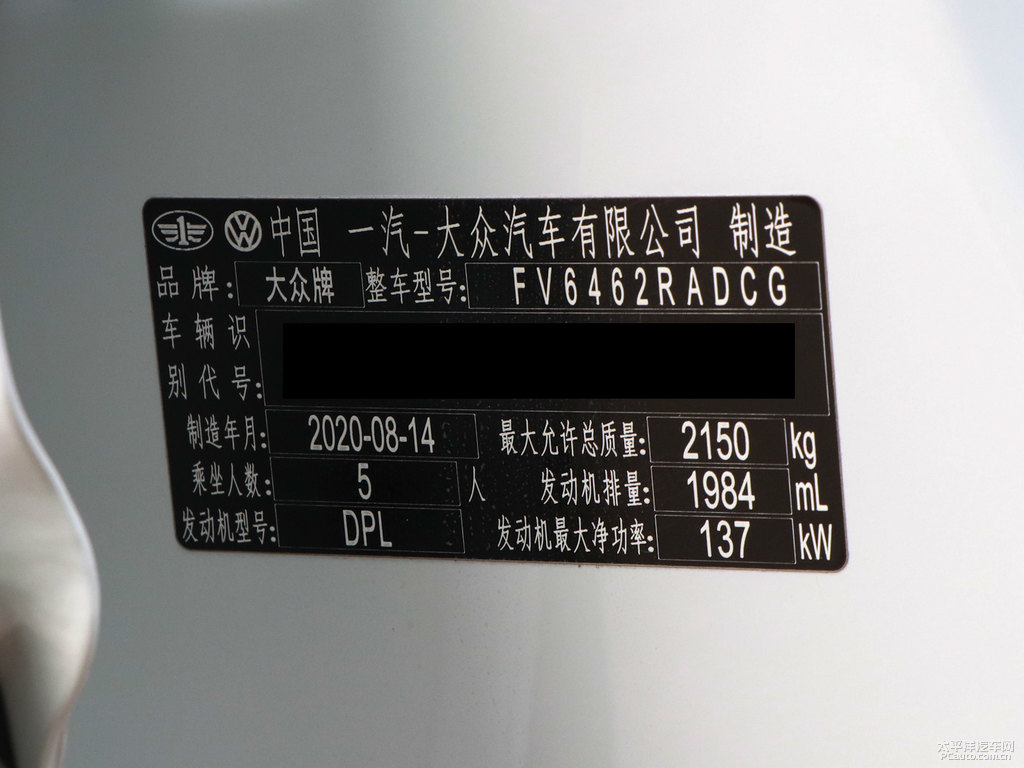 中国 一汽-大众汽车有限公司 制造
品牌: 大众牌 整车型号: FV6462RADCG
车辆识
别代号:
制造年月: 2020-08-14 最大允许总质量: 2150 kg
乘坐人数: 5 人 发动机排量: 1984 mL
发动机型号: DPL 发动机最大净功率: 137 kW
太平洋汽车网
PCauto.com.cn